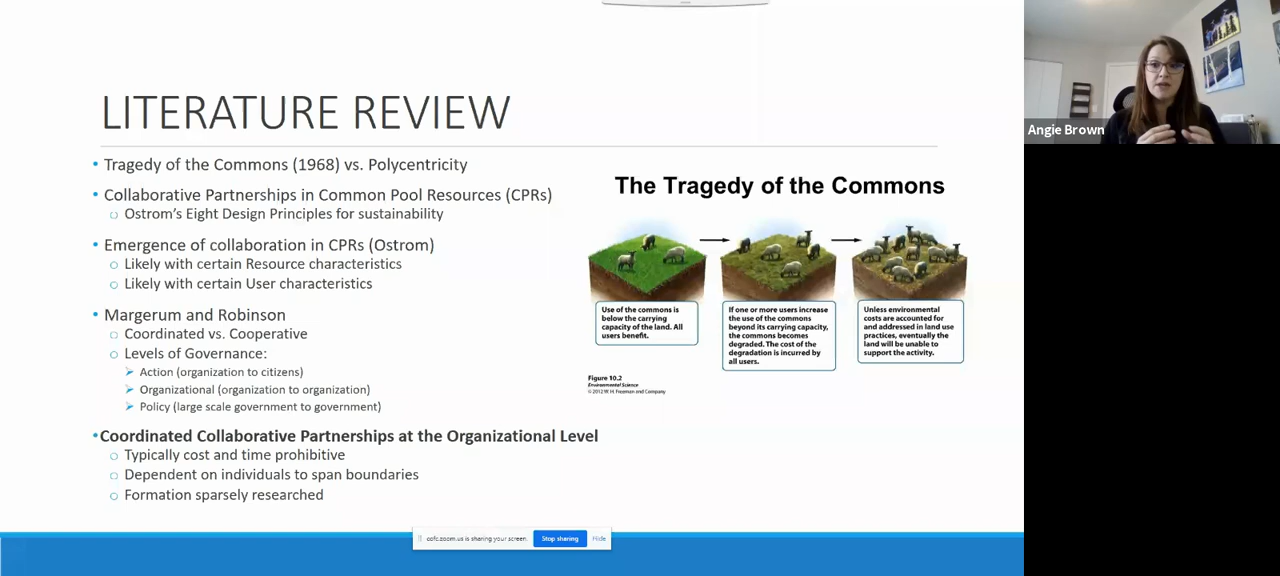 LITERATURE REVIEW
• Tragedy of the Commons (1968) vs. Polycentricity
• Collaborative Partnerships in Common Pool Resources (CPRs)
Ostrom's Eight Design Principles for sustainability
• Emergence of collaboration in CPRs (Ostrom)
Likely with certain Resource characteristics
Likely with certain User characteristics
• Margerum and Robinson
Coordinated vs. Cooperative
Levels of Governance:
Action (organization to citizens)
Organizational (organization to organization)
Policy (large scale government to government)
• Coordinated Collaborative Partnerships at the Organizational Level
Typically cost and time prohibitive
Dependent on individuals to span boundaries
Formation sparsely researched
The Tragedy of the Commons
Use of the commons is
below the carrying
capacity of the land. All
users benefit.
If one or more users increase
the use of the commons
beyond its carrying capacity,
the commons becomes
degraded. The cost of the
degradation is incurred by
all users.
Unless environmental
costs are accounted for
and addressed in land use
practices, eventually the
land will be unable to
support the activity.
Figure 10.2
Environmental Science
© 2012 W. H. Freeman and Company
cofc.zoom.us is sharing your screen.
Stop sharing
Hide
Angie Brown